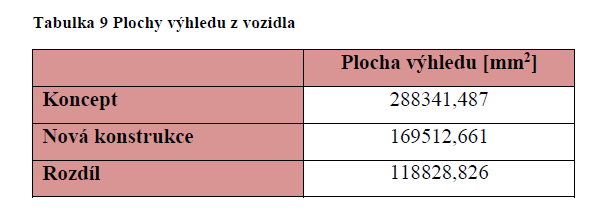 Tabulka 9 Plochy výhledu z vozidla
Plocha výhledu [mm²]
Koncept 288341,487
Nová konstrukce 169512,661
Rozdíl 118828,826